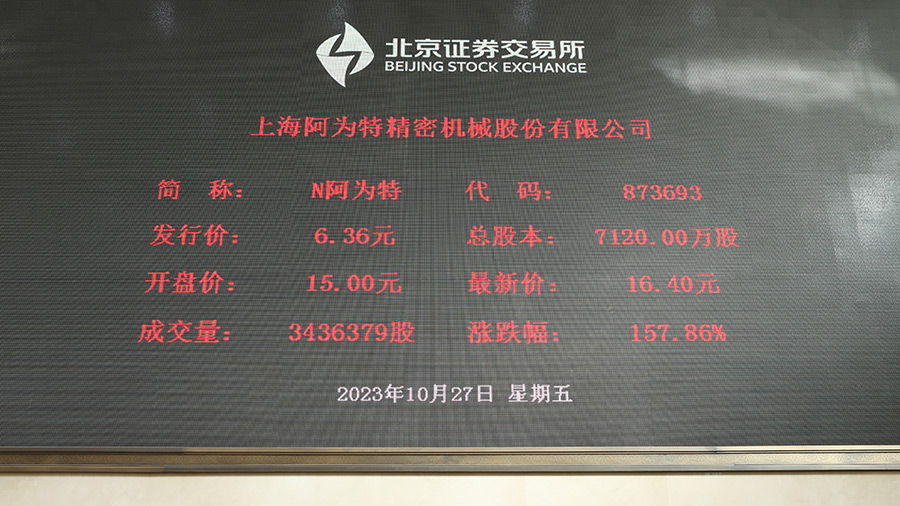 北京证券交易所
BEIJING STOCK EXCHANGE
上海阿为特精密机械股份有限公司
简 称： N阿为特 代 码： 873693
发行价： 6.36元 总股本： 7120.00万股
开盘价： 15.00元 最新价： 16.40元
成交量： 3436379股 涨跌幅： 157.86%
2023年10月27日 星期五